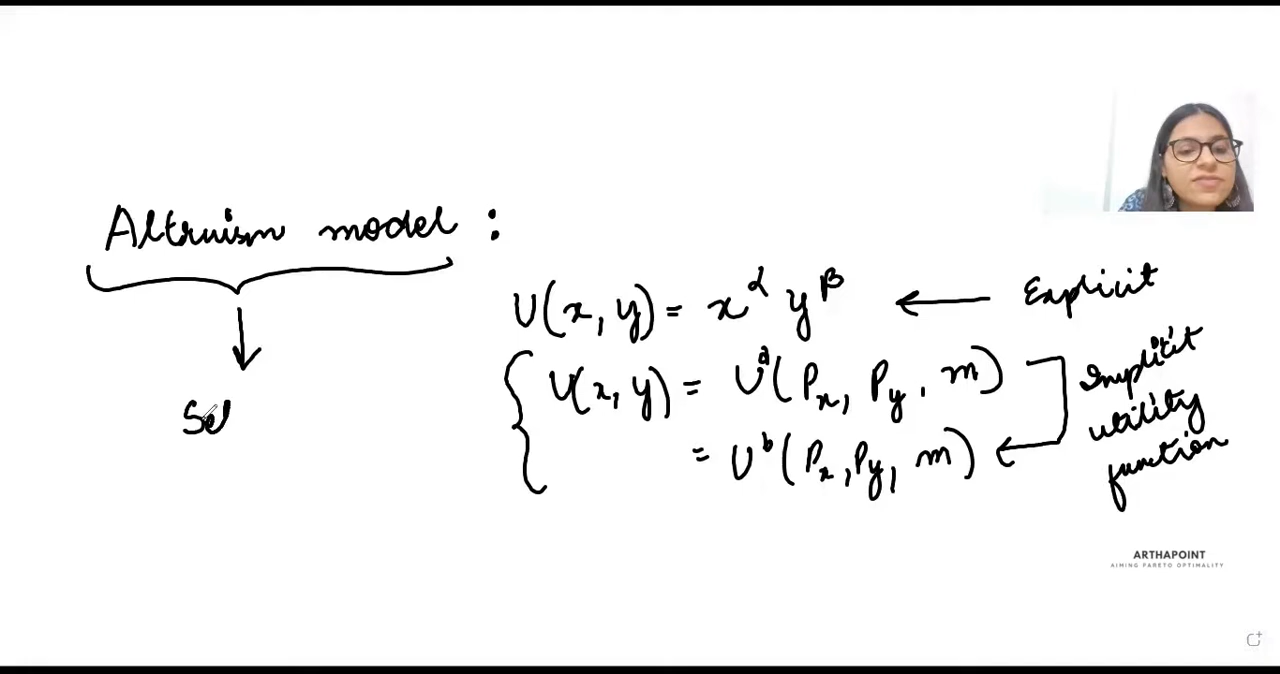 Altruism model :
U(x, y) = x^α y^β ← Explicit
U(x, y) = U^a (Px, Py, m)
= U^b (Px, Py, m)
Implicit
utility
function
Sel
ARTHAPOINT
AIMING PARETO OPTIMALITY